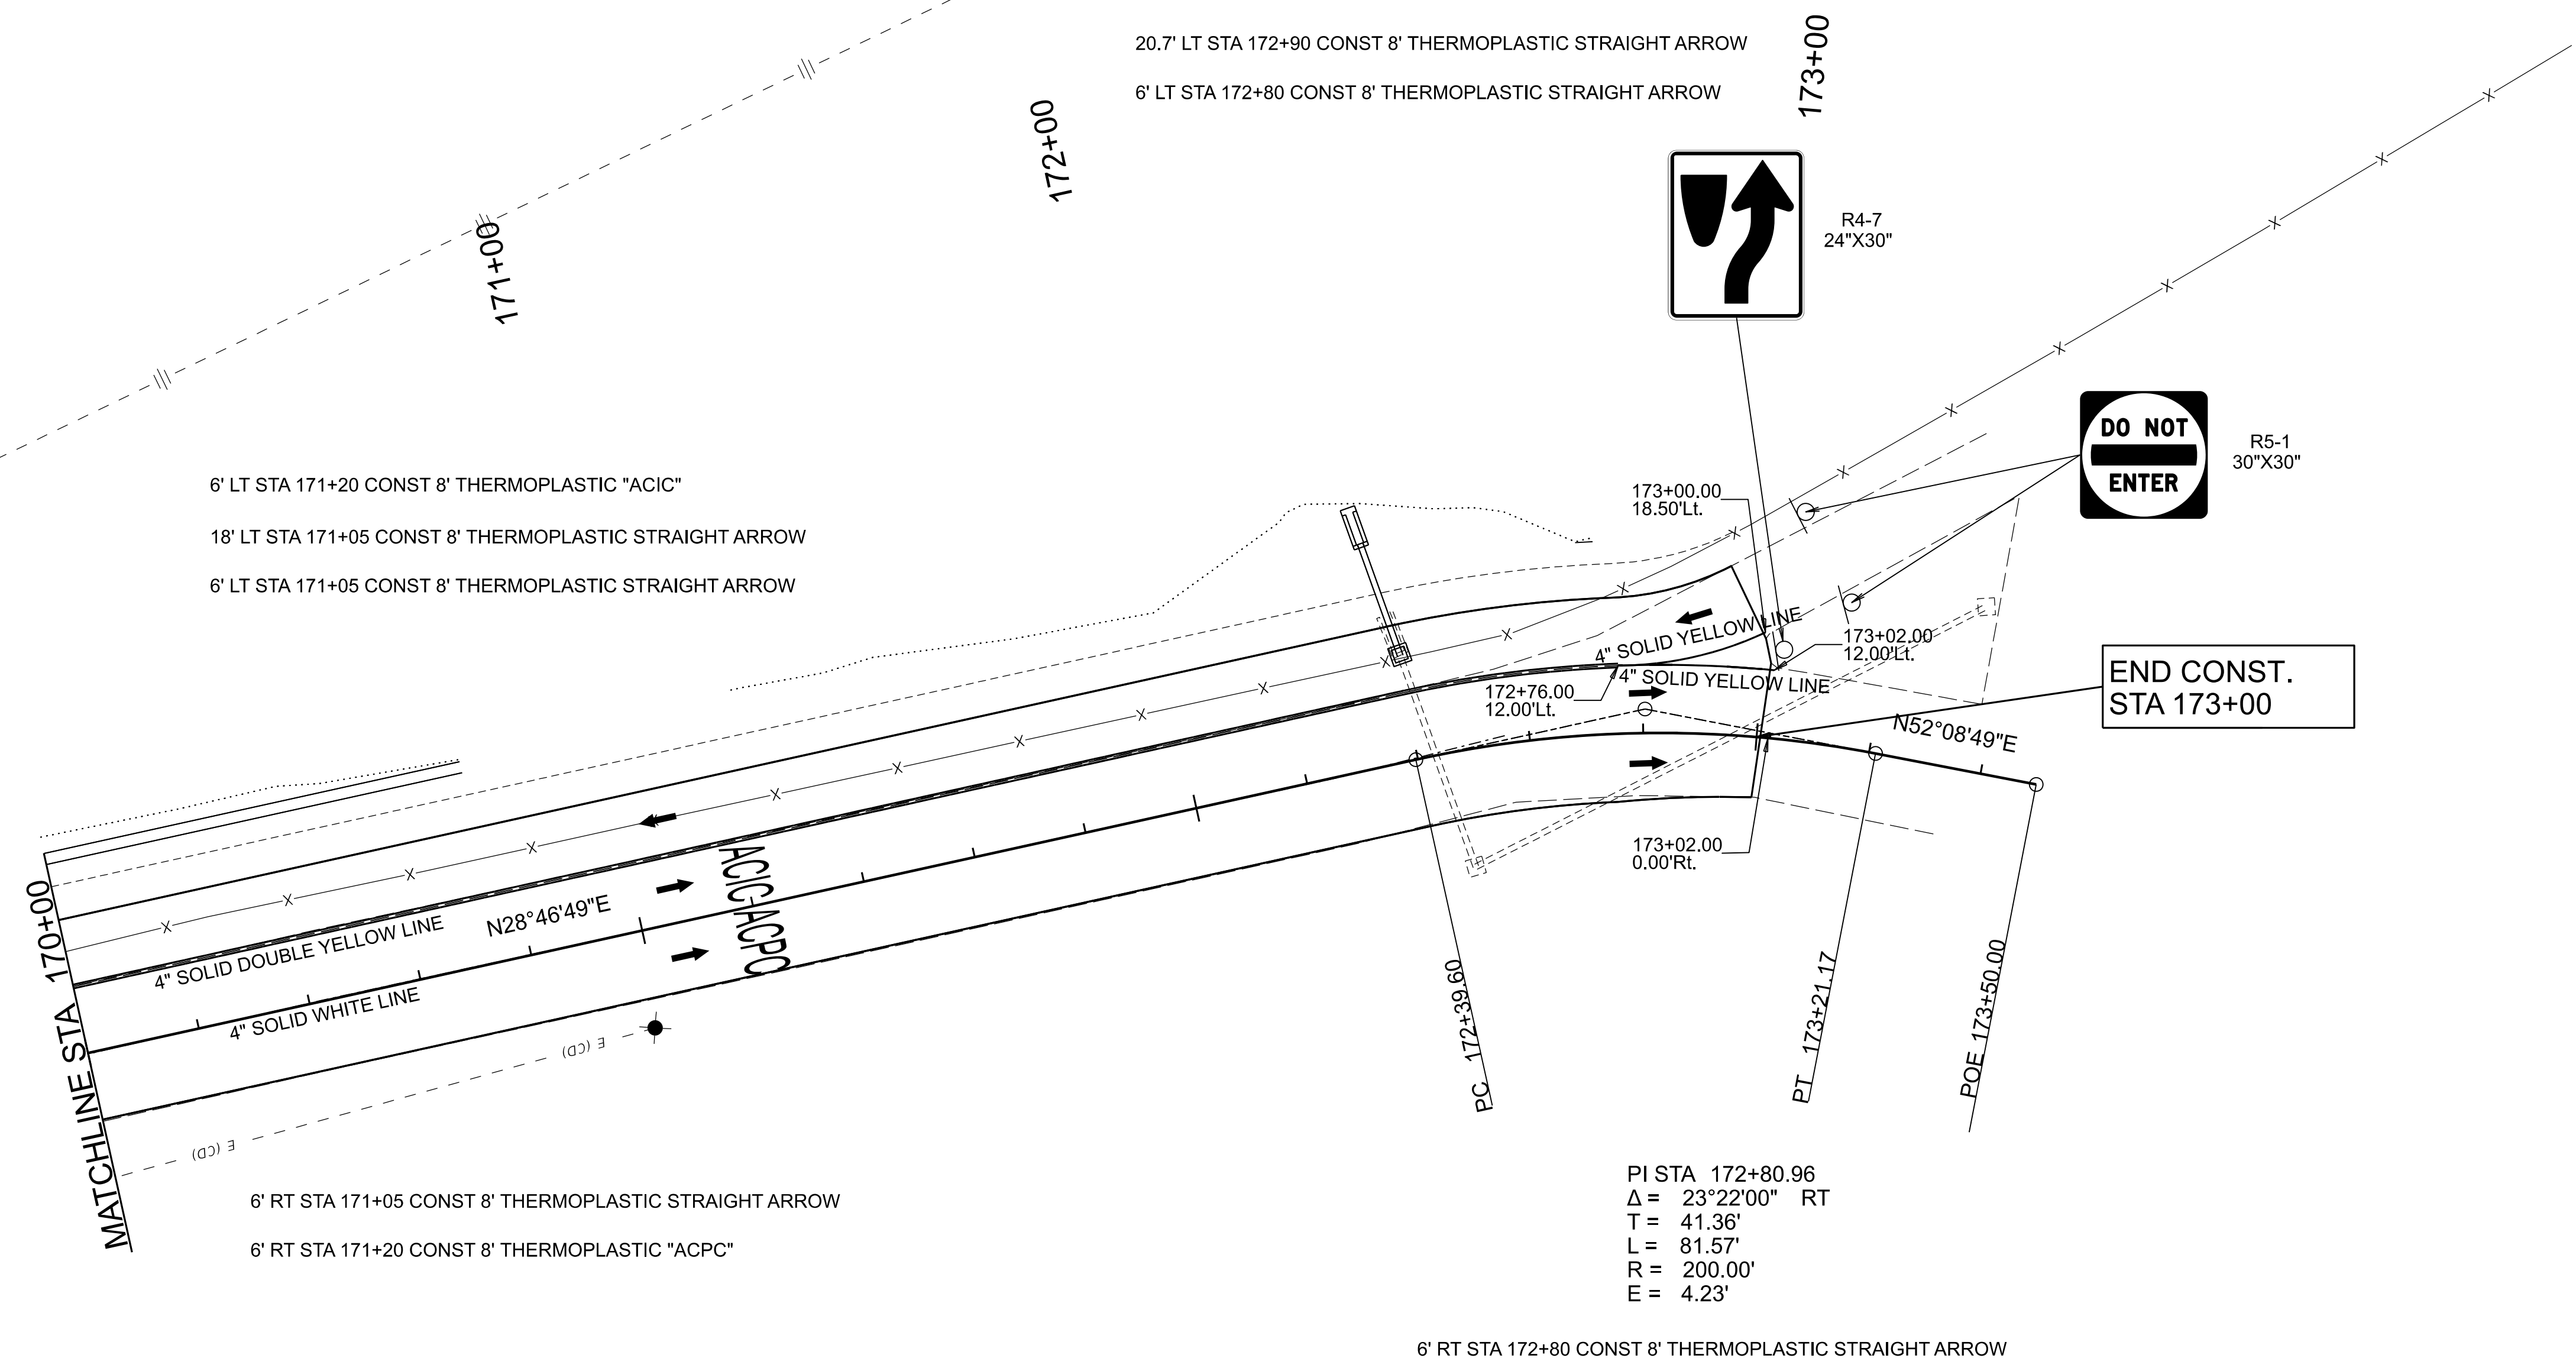 20.7' LT STA 172+90 CONST 8' THERMOPLASTIC STRAIGHT ARROW
6' LT STA 172+80 CONST 8' THERMOPLASTIC STRAIGHT ARROW
173+00
172+00
171+00
R4-7
24"X30"
DO NOT
ENTER
R5-1
30"X30"
6' LT STA 171+20 CONST 8' THERMOPLASTIC "ACIC"
18' LT STA 171+05 CONST 8' THERMOPLASTIC STRAIGHT ARROW
6' LT STA 171+05 CONST 8' THERMOPLASTIC STRAIGHT ARROW
173+00.00
18.50'Lt.
4" SOLID YELLOW LINE
173+02.00
12.00'Lt.
4" SOLID YELLOW LINE
172+76.00
12.00'Lt.
END CONST.
STA 173+00
N52°08'49"E
173+02.00
0.00'Rt.
ACIC-ACPC
N28°46'49"E
4" SOLID DOUBLE YELLOW LINE
4" SOLID WHITE LINE
MATCHLINE STA 170+00
E (CD)
E (CD)
PC 172+39.60
PT 173+21.17
POE 173+50.00
6' RT STA 171+05 CONST 8' THERMOPLASTIC STRAIGHT ARROW
6' RT STA 171+20 CONST 8' THERMOPLASTIC "ACPC"
PI STA 172+80.96
Δ = 23°22'00" RT
T = 41.36'
L = 81.57'
R = 200.00'
E = 4.23'
6' RT STA 172+80 CONST 8' THERMOPLASTIC STRAIGHT ARROW